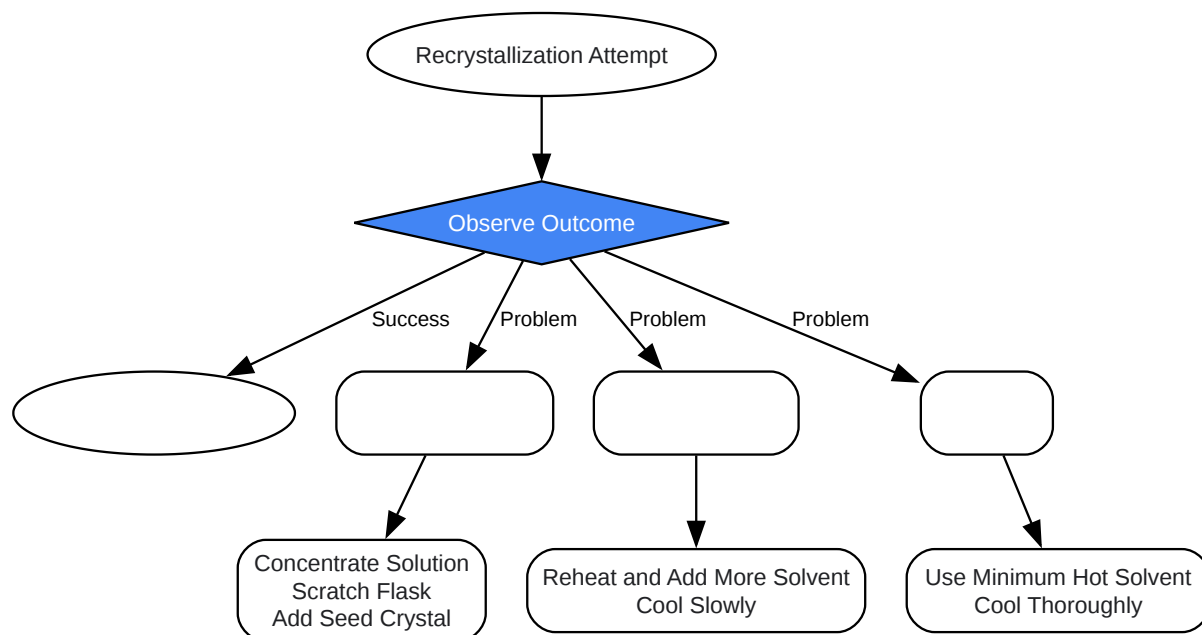 Recrystallization Attempt
Observe Outcome
Success
Problem
Problem
Problem
Concentrate Solution
Scratch Flask
Add Seed Crystal
Reheat and Add More Solvent
Cool Slowly
Use Minimum Hot Solvent
Cool Thoroughly